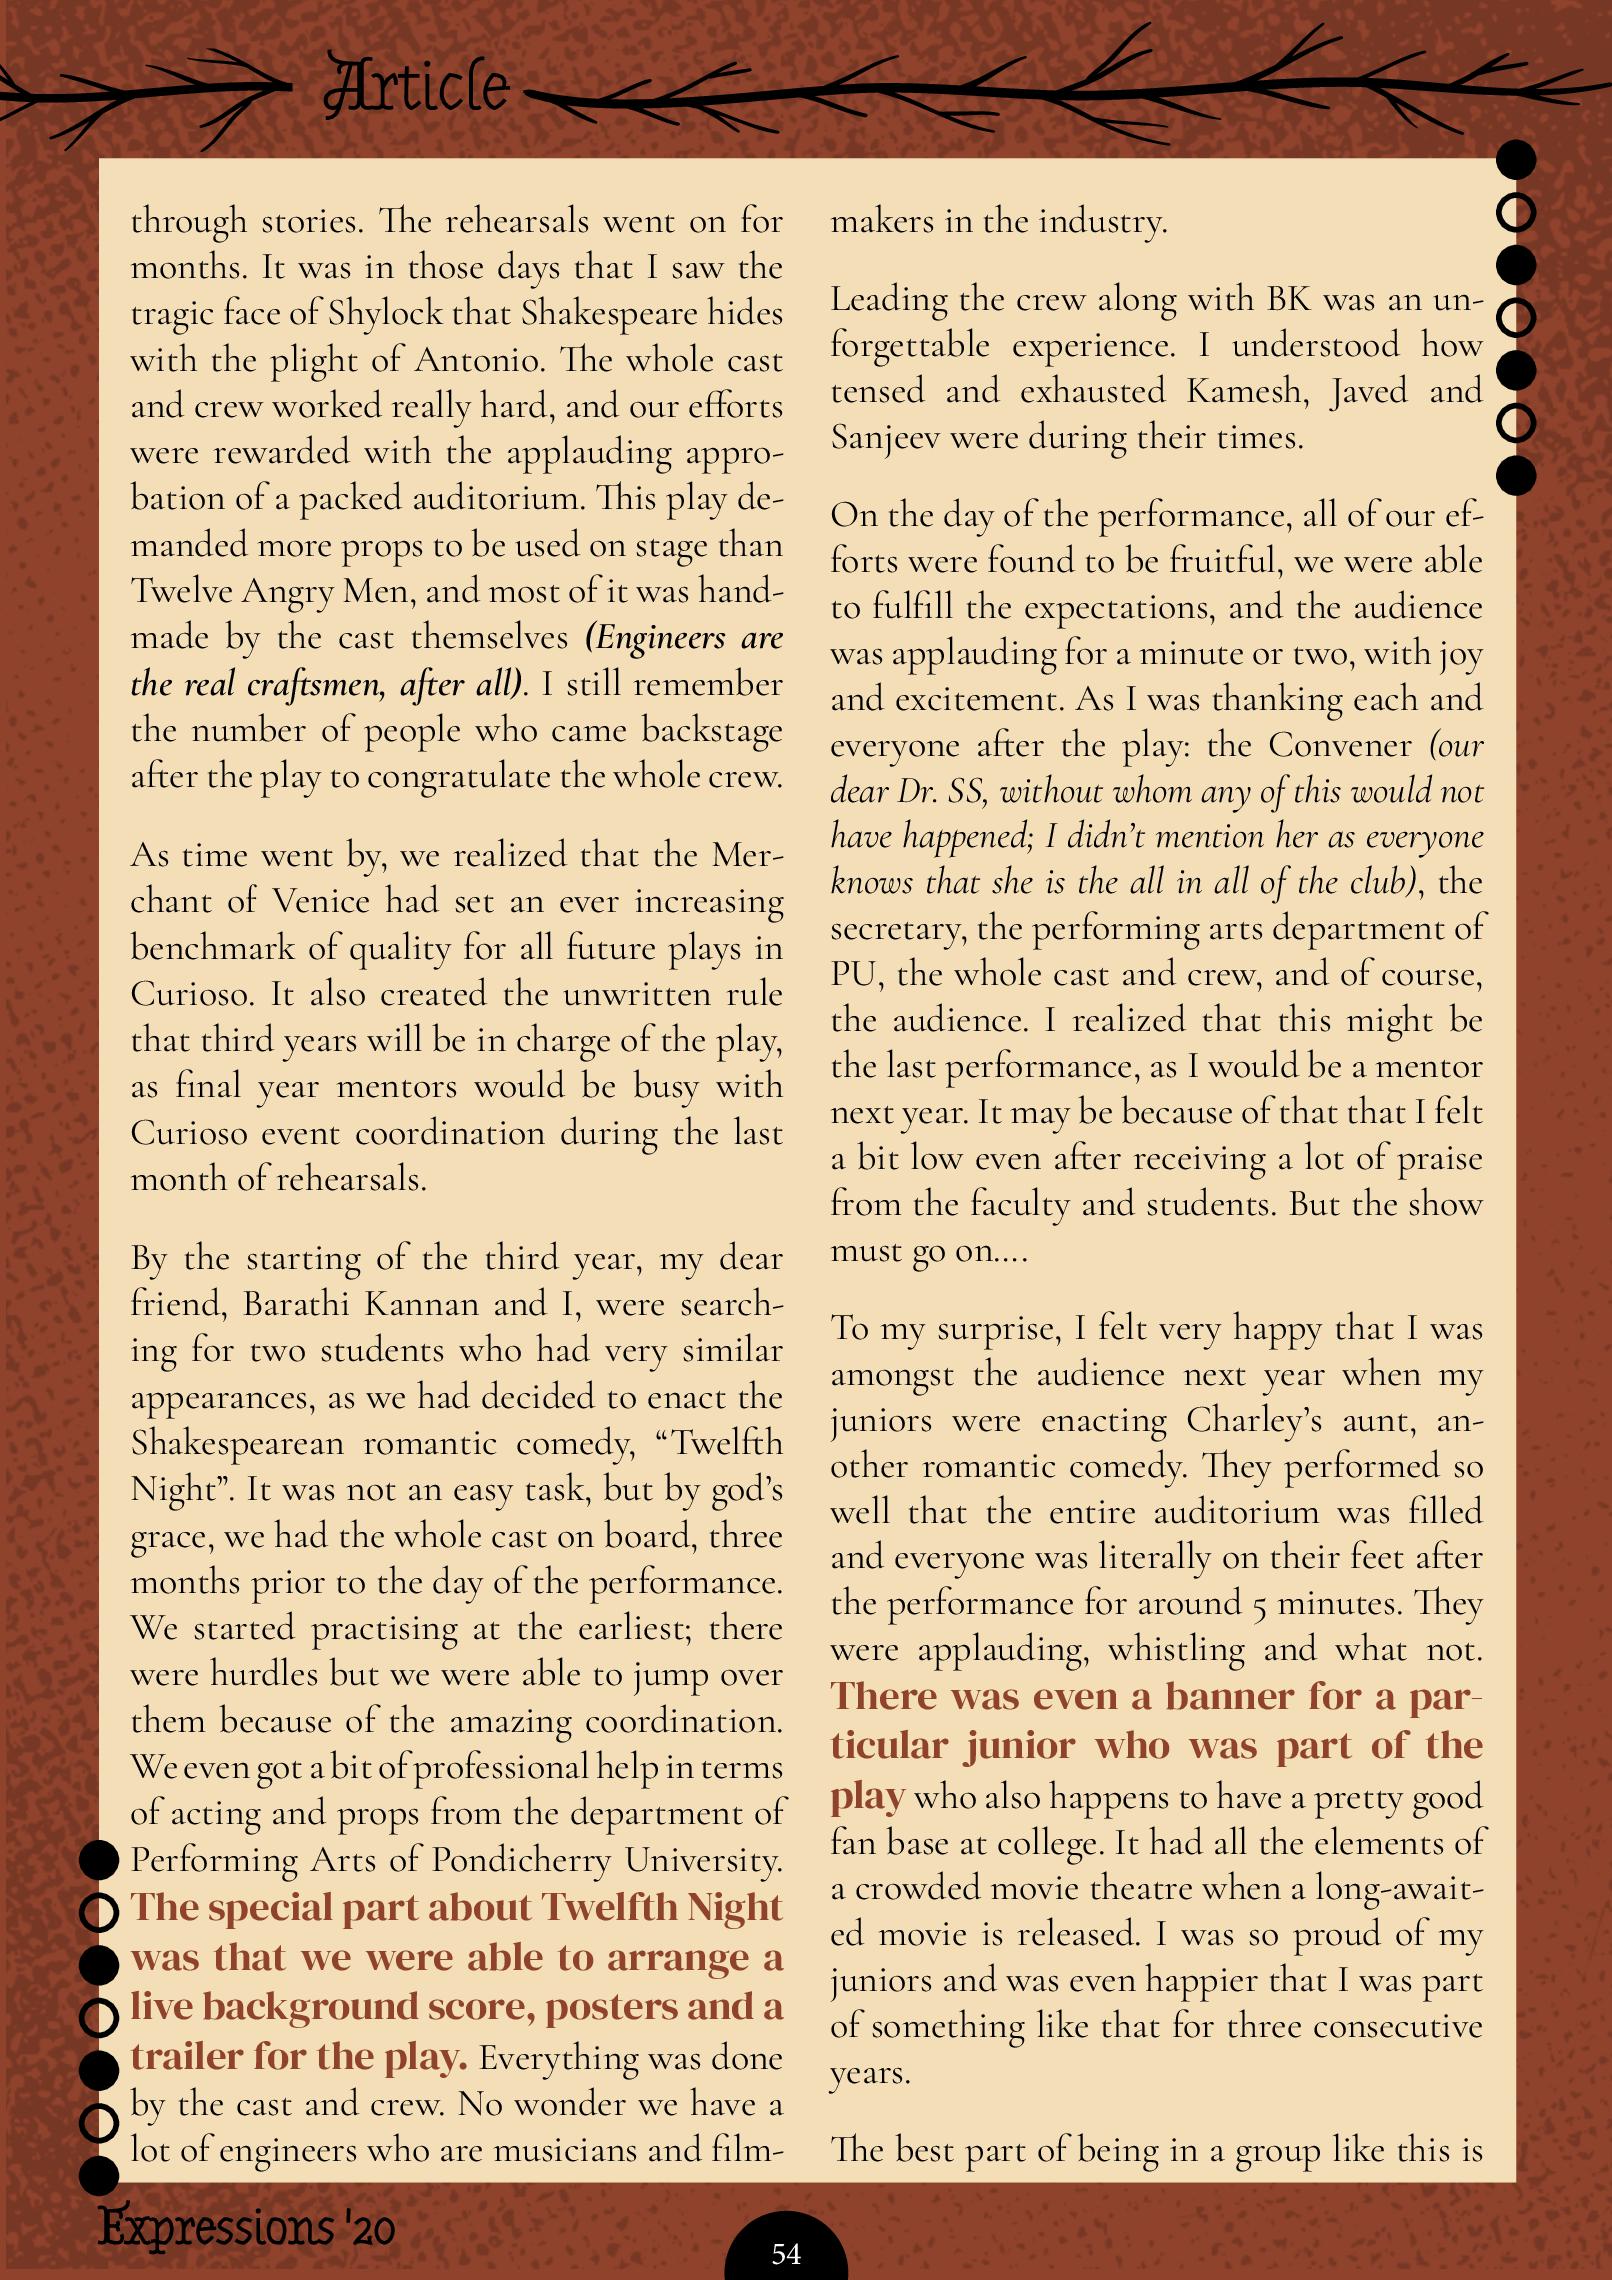 Article
through stories. The rehearsals went on for
months. It was in those days that I saw the
tragic face of Shylock that Shakespeare hides
with the plight of Antonio. The whole cast
and crew worked really hard, and our efforts
were rewarded with the applauding appro-
bation of a packed auditorium. This play de-
manded more props to be used on stage than
Twelve Angry Men, and most of it was hand-
made by the cast themselves (Engineers are
the real craftsmen, after all). I still remember
the number of people who came backstage
after the play to congratulate the whole crew.
As time went by, we realized that the Mer-
chant of Venice had set an ever increasing
benchmark of quality for all future plays in
Curioso. It also created the unwritten rule
that third years will be in charge of the play,
as final year mentors would be busy with
Curioso event coordination during the last
month of rehearsals.
By the starting of the third year, my dear
friend, Barathi Kannan and I, were search-
ing for two students who had very similar
appearances, as we had decided to enact the
Shakespearean romantic comedy, “Twelfth
Night”. It was not an easy task, but by god’s
grace, we had the whole cast on board, three
months prior to the day of the performance.
We started practising at the earliest; there
were hurdles but we were able to jump over
them because of the amazing coordination.
We even got a bit of professional help in terms
of acting and props from the department of
Performing Arts of Pondicherry University.
The special part about Twelfth Night
was that we were able to arrange a
live background score, posters and a
trailer for the play. Everything was done
by the cast and crew. No wonder we have a
lot of engineers who are musicians and film-
makers in the industry.
Leading the crew along with BK was an un-
forgettable experience. I understood how
tensed and exhausted Kamesh, Javed and
Sanjeev were during their times.
On the day of the performance, all of our ef-
forts were found to be fruitful, we were able
to fulfill the expectations, and the audience
was applauding for a minute or two, with joy
and excitement. As I was thanking each and
everyone after the play: the Convener (our
dear Dr. SS, without whom any of this would not
have happened; I didn’t mention her as everyone
knows that she is the all in all of the club), the
secretary, the performing arts department of
PU, the whole cast and crew, and of course,
the audience. I realized that this might be
the last performance, as I would be a mentor
next year. It may be because of that that I felt
a bit low even after receiving a lot of praise
from the faculty and students. But the show
must go on....
To my surprise, I felt very happy that I was
amongst the audience next year when my
juniors were enacting Charley’s aunt, an-
other romantic comedy. They performed so
well that the entire auditorium was filled
and everyone was literally on their feet after
the performance for around 5 minutes. They
were applauding, whistling and what not.
There was even a banner for a par-
ticular junior who was part of the
play who also happens to have a pretty good
fan base at college. It had all the elements of
a crowded movie theatre when a long-await-
ed movie is released. I was so proud of my
juniors and was even happier that I was part
of something like that for three consecutive
years.
The best part of being in a group like this is
Expressions '20
54